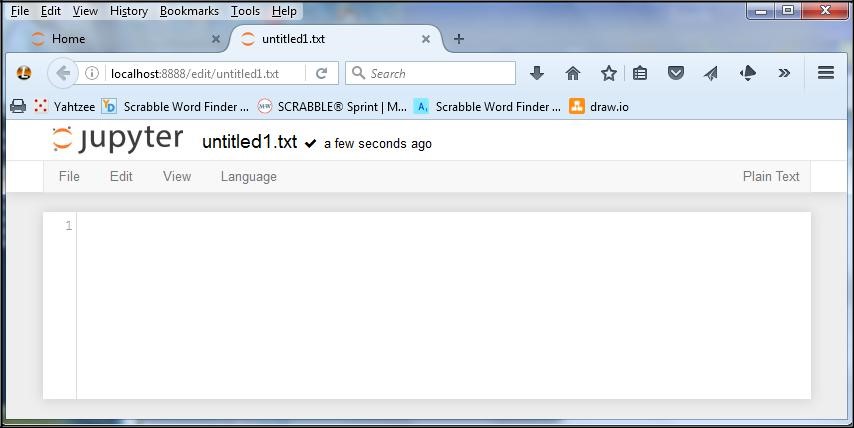 File Edit View History Bookmarks Tools Help
Home untitled1.txt
localhost:8888/edit/untitled1.txt Search
Yahtzee YD Scrabble Word Finder ... M-W SCRABBLE® Sprint | M... A, Scrabble Word Finder ... draw.io
jupyter untitled1.txt a few seconds ago
File Edit View Language Plain Text
1